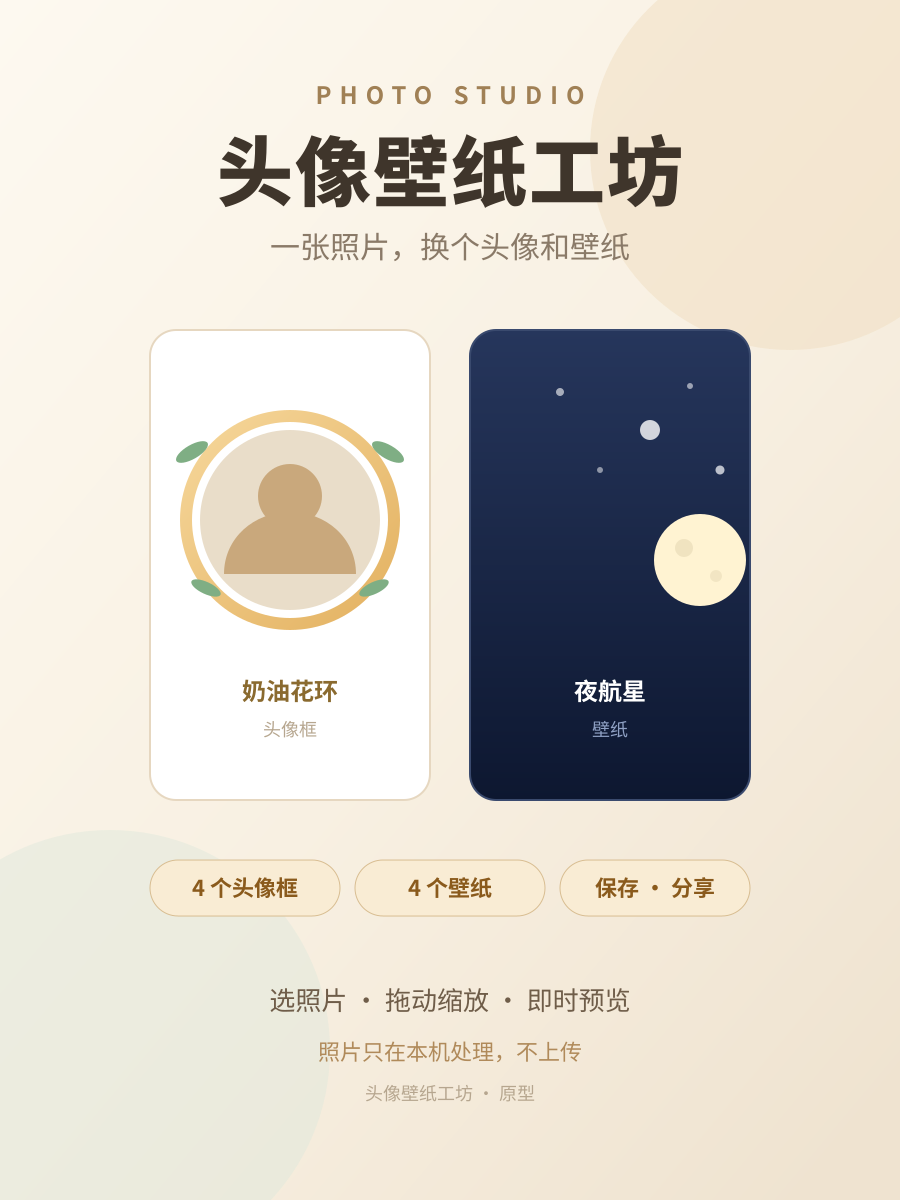 PHOTO STUDIO
头像壁纸工坊
一张照片，换个头像和壁纸
奶油花环
头像框
夜航星
壁纸
4 个头像框
4 个壁纸
保存 · 分享
选照片 · 拖动缩放 · 即时预览
照片只在本机处理，不上传
头像壁纸工坊 · 原型